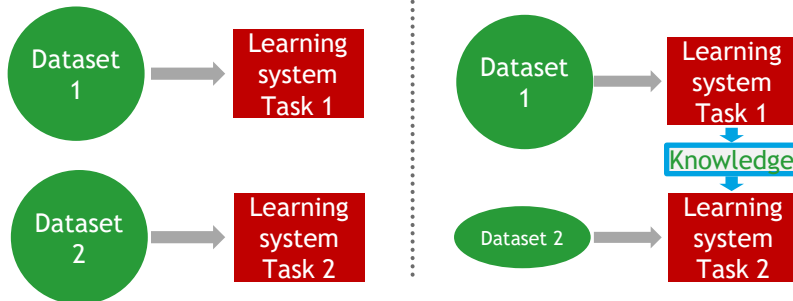 Dataset
1
Learning
system
Task 1
Dataset
2
Learning
system
Task 2
Dataset
1
Learning
system
Task 1
Knowledge
Dataset 2
Learning
system
Task 2